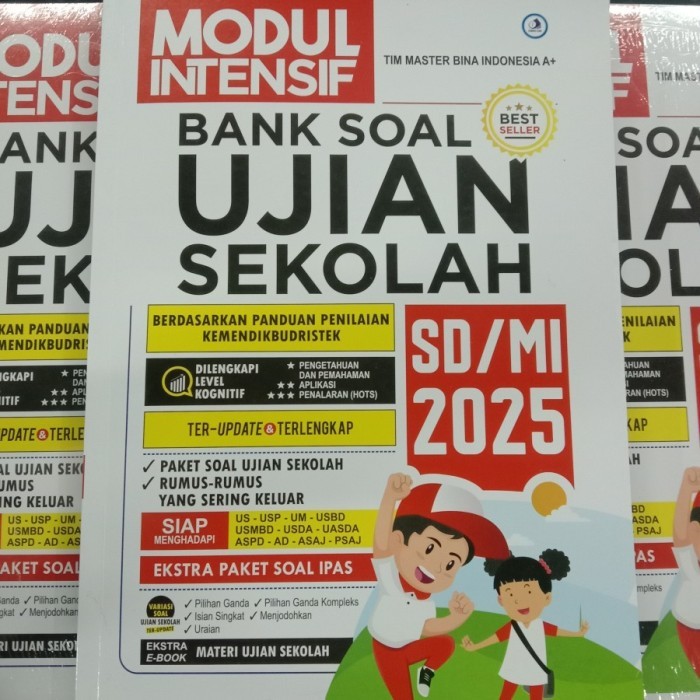 MODUL
INTENSIF
TIM MASTER BINA INDONESIA A+
BEST
SELLER
BANK SOAL
UJIAN
SEKOLAH
BERDASARKAN PANDUAN PENILAIAN
KEMENDIKBUDRISTEK
SD/MI
2025
DILENGKAPI
LEVEL
KOGNITIF
★ PENGETAHUAN
DAN PEMAHAMAN
★★ APLIKASI
★★★ PENALARAN (HOTS)
TER-UPDATE & TERLENGKAP
✓ PAKET SOAL UJIAN SEKOLAH
✓ RUMUS-RUMUS
YANG SERING KELUAR
SIAP
MENGHADAPI
US - USP - UM - USBD
USMBD - USDA - UASDA
ASPD - AD - ASAJ - PSAJ
EKSTRA PAKET SOAL IPAS
VARIASI
SOAL
UJIAN SEKOLAH
TER-UPDATE
✓ Pilihan Ganda ✓ Pilihan Ganda Kompleks
✓ Isian Singkat ✓ Menjodohkan
✓ Uraian
EKSTRA
E-BOOK
MATERI UJIAN SEKOLAH